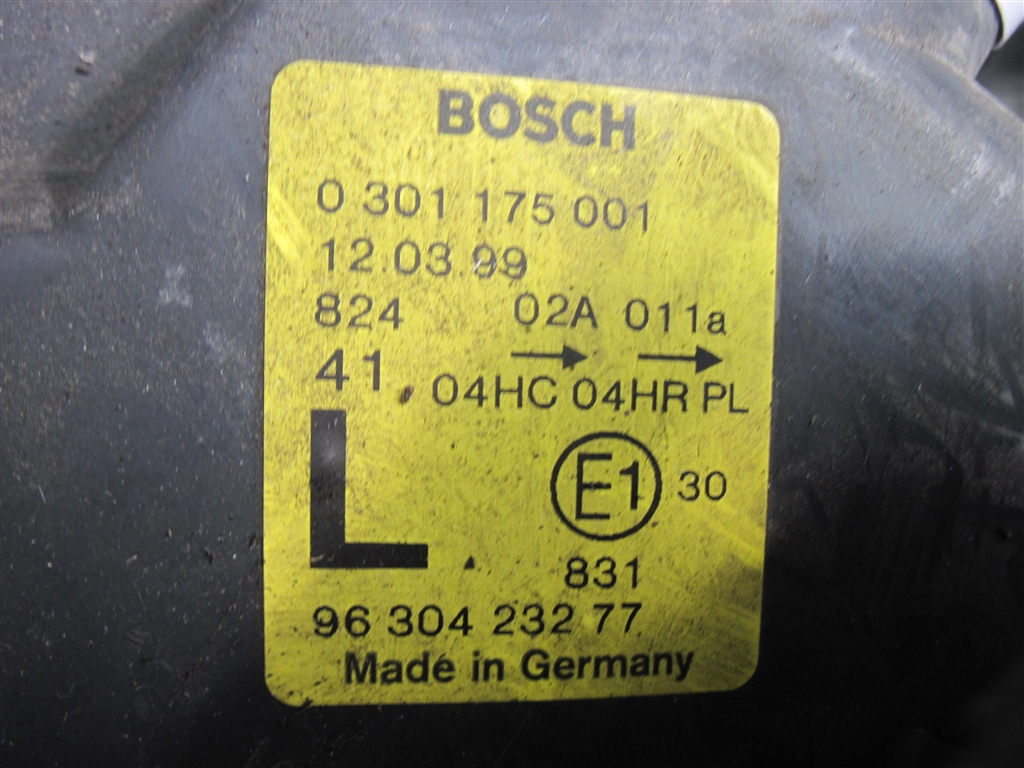 BOSCH
0 301 175 001
12.03.99
824 02A 011a
→ →
41 04HC 04HR PL
L E1 30
831
96 304 232 77
Made in Germany